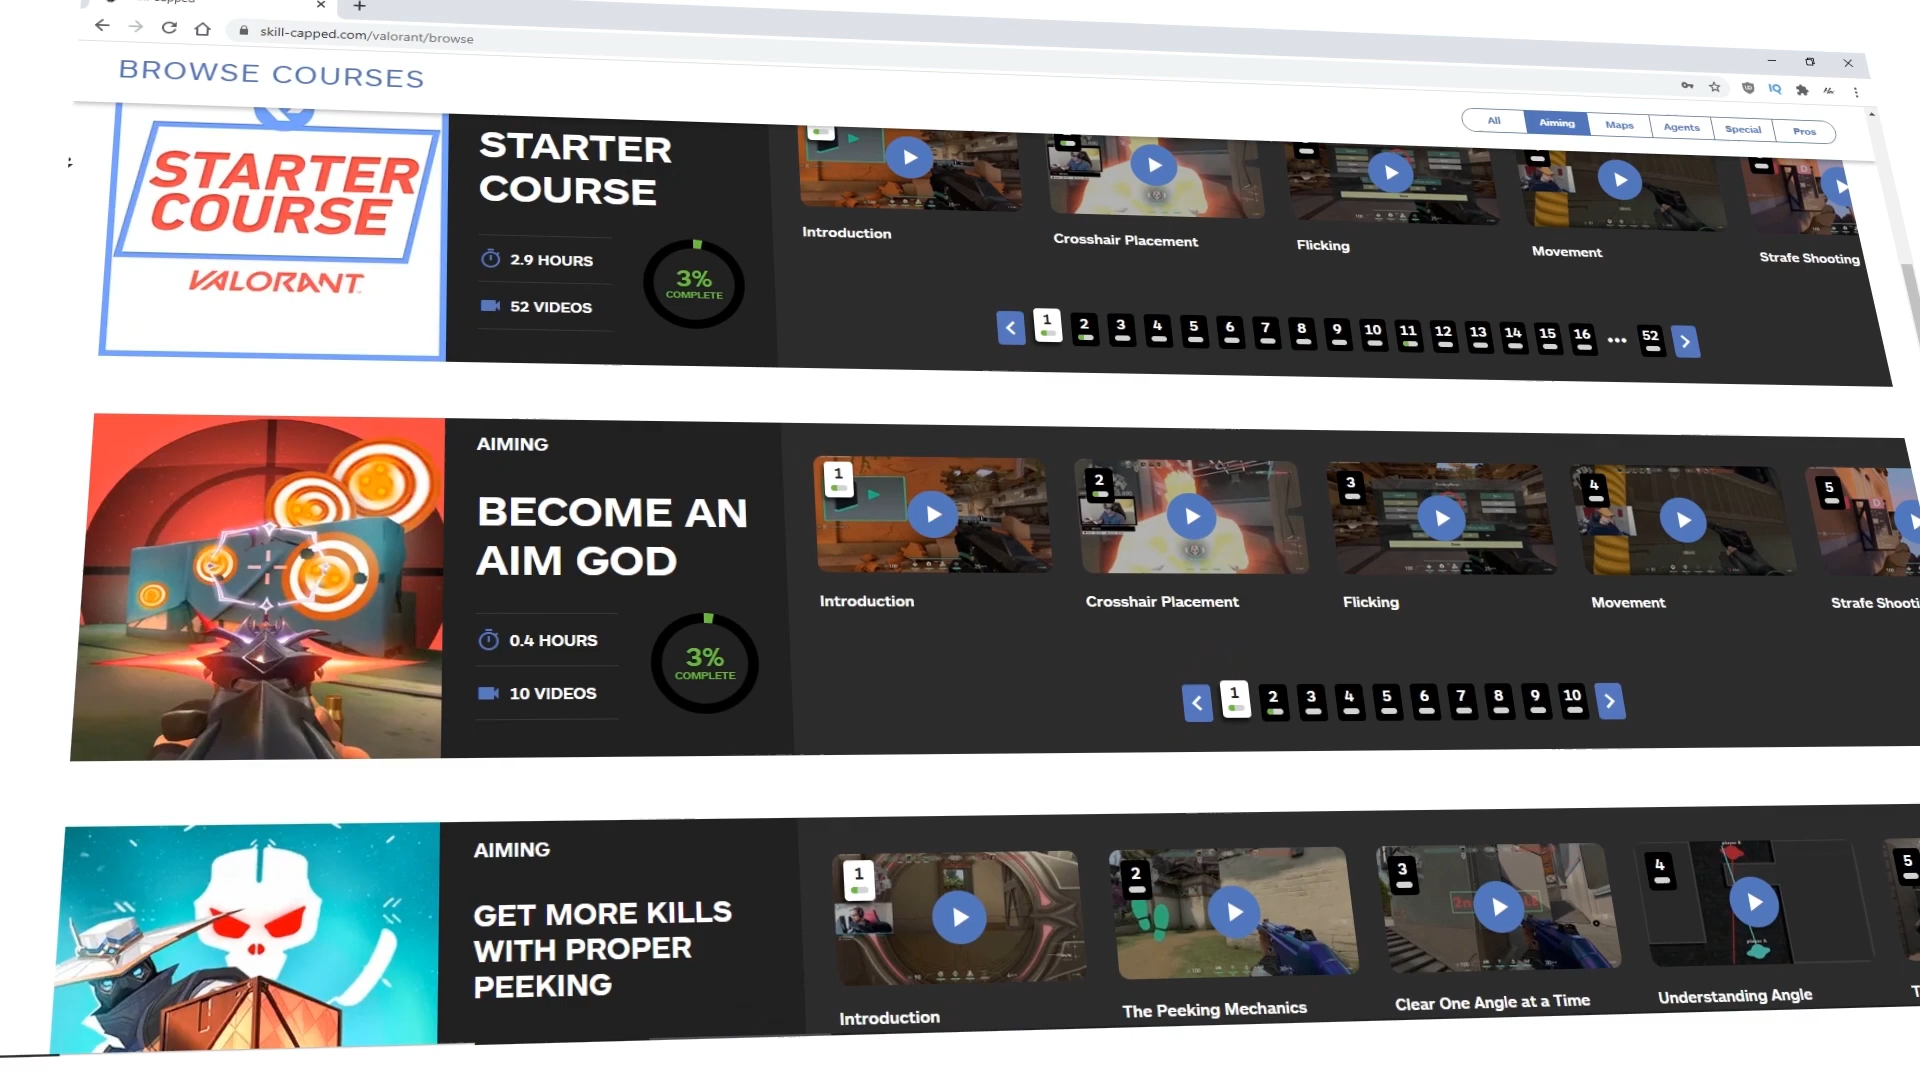 skill-capped.com/valorant/browse
IQ
BROWSE COURSES
All Aiming Maps Agents Special Pros
STARTER
COURSE
VALORANT
STARTER
COURSE
2.9 HOURS
52 VIDEOS
3%
COMPLETE
Introduction
Crosshair Placement
Flicking
Movement
Strafe Shooting
1 2 3 4 5 6 7 8 9 10 11 12 13 14 15 16 ••• 52
AIMING
BECOME AN
AIM GOD
0.4 HOURS
10 VIDEOS
3%
COMPLETE
1
2
3
4
5
Introduction
Crosshair Placement
Flicking
Movement
Strafe Shooti
1 2 3 4 5 6 7 8 9 10
AIMING
GET MORE KILLS
WITH PROPER
PEEKING
1
2
3
4
5
Introduction
The Peeking Mechanics
Clear One Angle at a Time
Understanding Angle